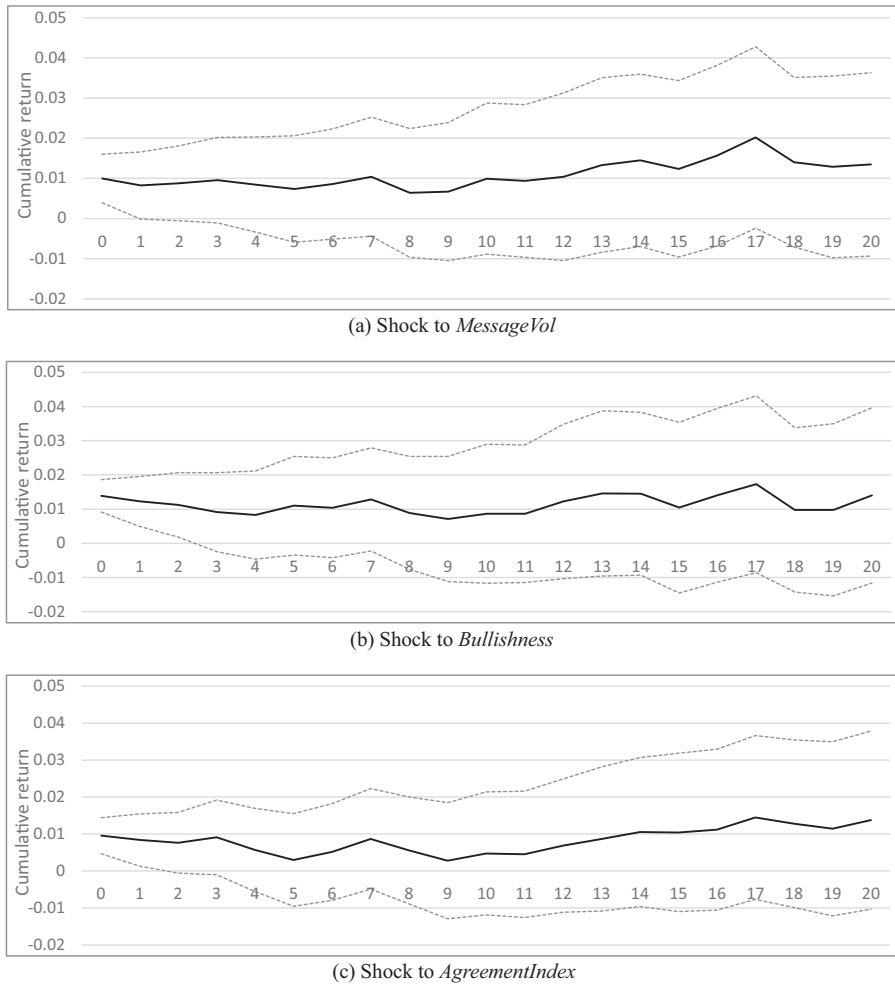 0.05
0.04
0.03
0.02
0.01
0
-0.01
-0.02
Cumulative return
0 1 2 3 4 5 6 7 8 9 10 11 12 13 14 15 16 17 18 19 20
(a) Shock to MessageVol
0.05
0.04
0.03
0.02
0.01
0
-0.01
-0.02
Cumulative return
0 1 2 3 4 5 6 7 8 9 10 11 12 13 14 15 16 17 18 19 20
(b) Shock to Bullishness
0.05
0.04
0.03
0.02
0.01
0
-0.01
-0.02
Cumulative return
0 1 2 3 4 5 6 7 8 9 10 11 12 13 14 15 16 17 18 19 20
(c) Shock to AgreementIndex